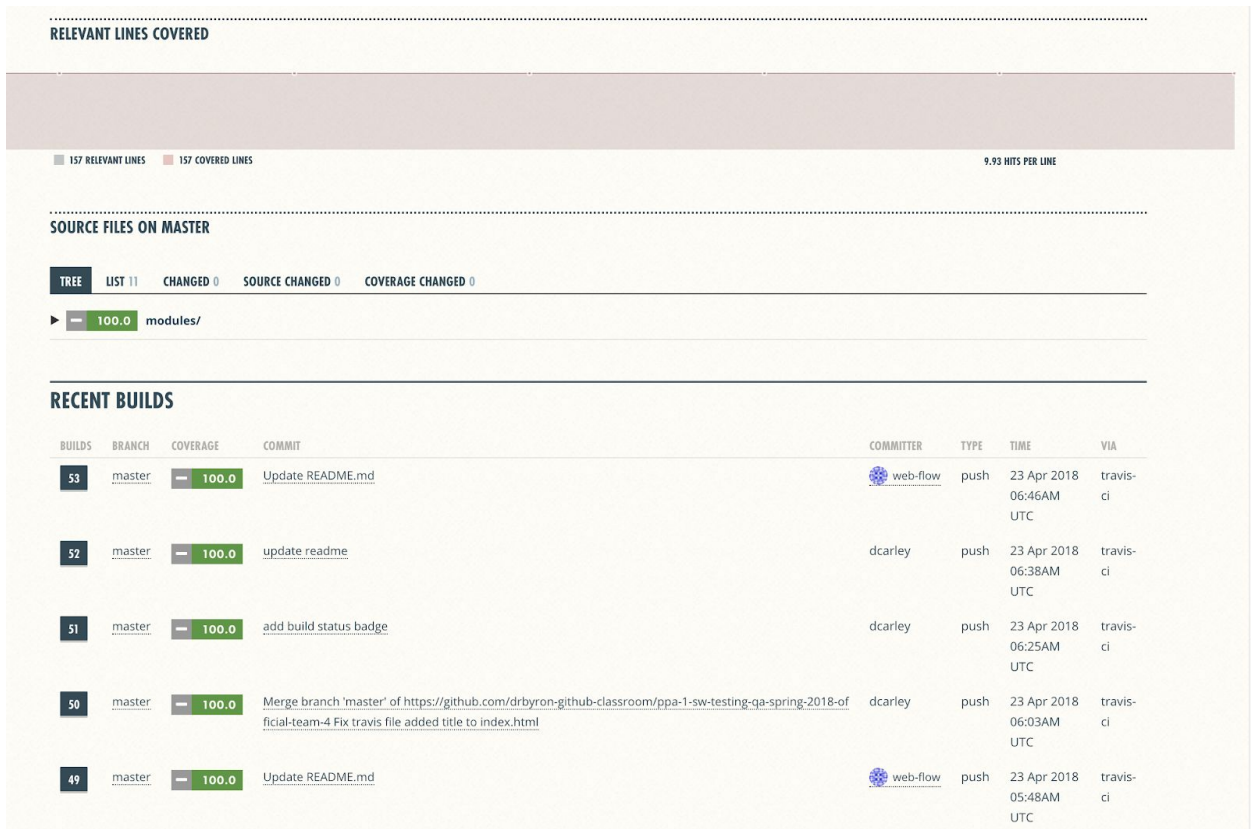 RELEVANT LINES COVERED
157 RELEVANT LINES 157 COVERED LINES 9.93 HITS PER LINE
SOURCE FILES ON MASTER
TREE LIST 11 CHANGED 0 SOURCE CHANGED 0 COVERAGE CHANGED 0
100.0 modules/
RECENT BUILDS
BUILDS BRANCH COVERAGE COMMIT COMMITTER TYPE TIME VIA
53 master 100.0 Update README.md web-flow push 23 Apr 2018 travis-
06:46AM ci
UTC
52 master 100.0 update readme dcarley push 23 Apr 2018 travis-
06:38AM ci
UTC
51 master 100.0 add build status badge dcarley push 23 Apr 2018 travis-
06:25AM ci
UTC
50 master 100.0 Merge branch 'master' of https://github.com/drbyron-github-classroom/ppa-1-sw-testing-qa-spring-2018-of dcarley push 23 Apr 2018 travis-
ficial-team-4 Fix travis file added title to index.html 06:03AM ci
UTC
49 master 100.0 Update README.md web-flow push 23 Apr 2018 travis-
05:48AM ci
UTC